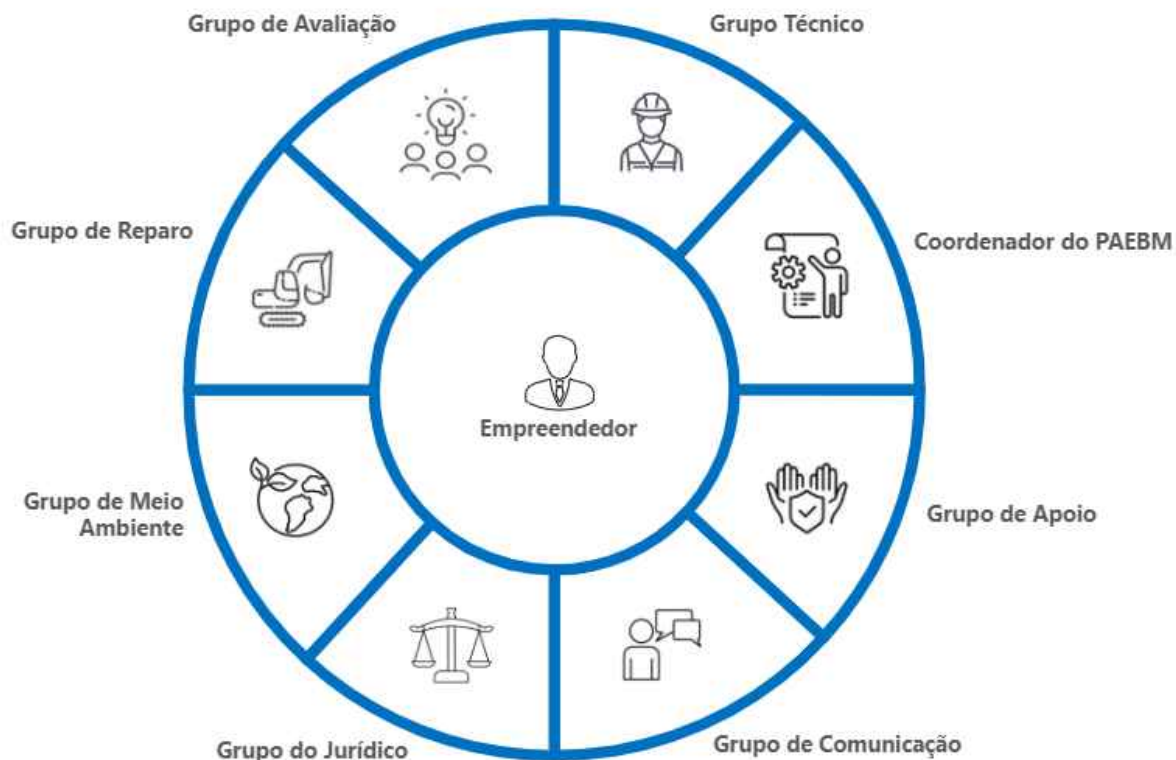 Grupo de Avaliação
Grupo Técnico
Grupo de Reparo
Coordenador do PAEBM
Empreendedor
Grupo de Meio
Ambiente
Grupo de Apoio
Grupo do Jurídico
Grupo de Comunicação